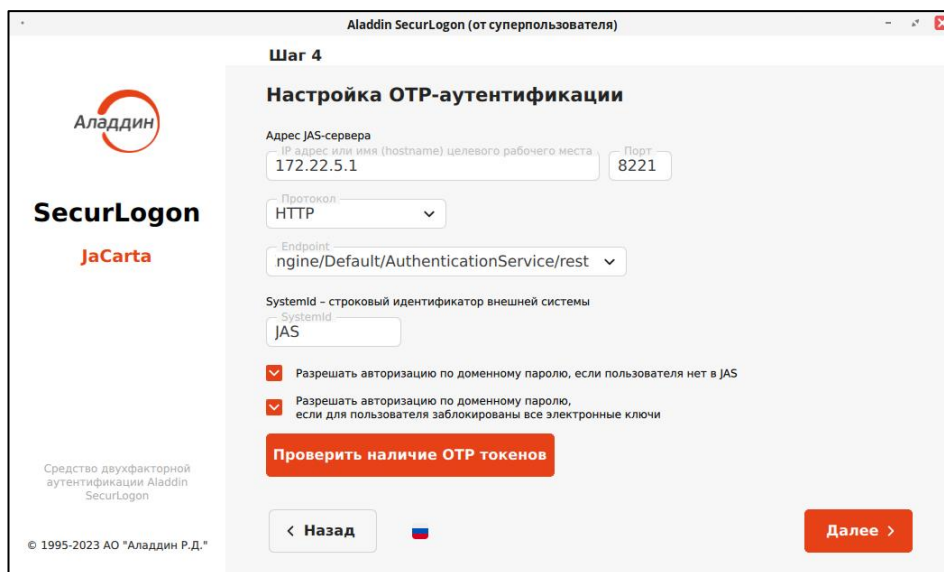 Aladdin SecurLogon (от суперпользователя)
Шаг 4
Аладдин
SecurLogon
JaCarta
Средство двухфакторной
аутентификации Aladdin
SecurLogon
© 1995-2023 АО "Аладдин Р.Д."
Настройка OTP-аутентификации
Адрес JAS-сервера
IP адрес или имя (hostname) целевого рабочего места
172.22.5.1
Порт
8221
Протокол
HTTP
Endpoint
ngine/Default/AuthenticationService/rest
SystemId – строковый идентификатор внешней системы
SystemId
JAS
Разрешать авторизацию по доменному паролю, если пользователя нет в JAS
Разрешать авторизацию по доменному паролю,
если для пользователя заблокированы все электронные ключи
Проверить наличие OTP токенов
< Назад
Далее >